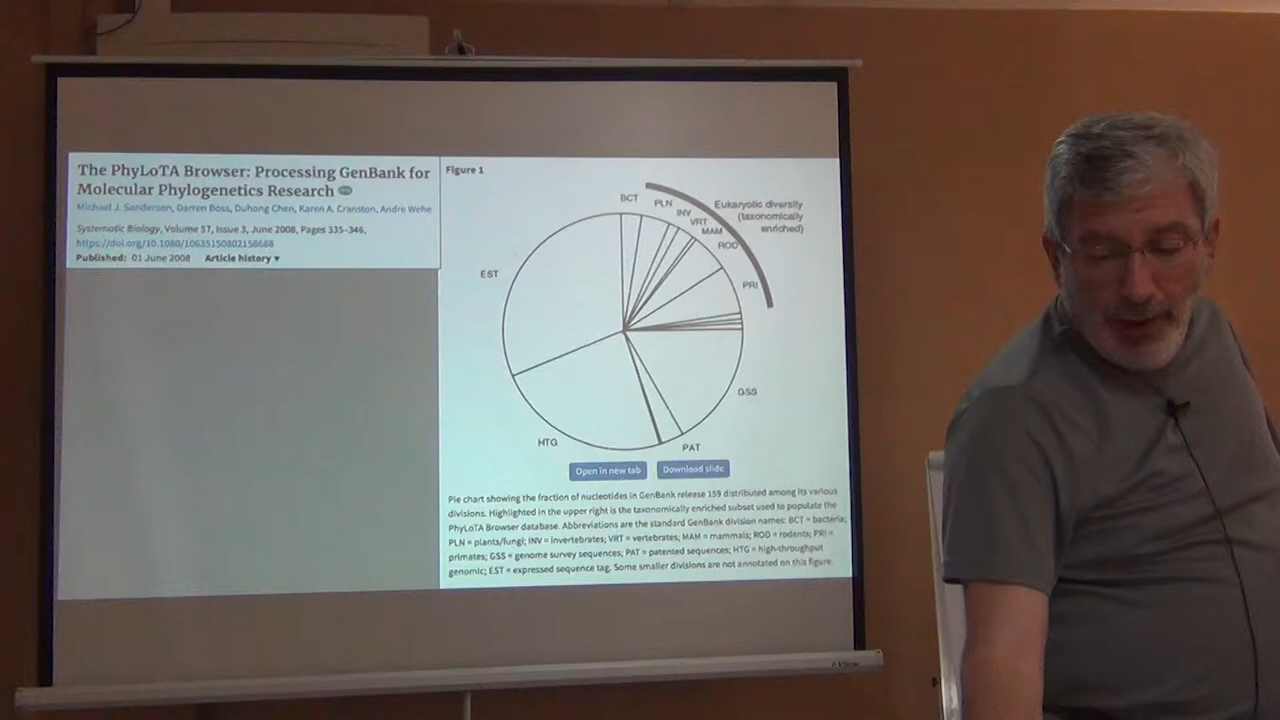 The PhyLoTA Browser: Processing GenBank for
Molecular Phylogenetics Research
Michael J. Sanderson, Darren Boss, Duhong Chen, Karen A. Cranston, Andre Wehe
Systematic Biology, Volume 57, Issue 3, June 2008, Pages 335–346,
https://doi.org/10.1080/10635150802158688
Published: 01 June 2008 Article history ▾
Figure 1
BCT
PLN
INV
VRT
MAM
ROD
PRI
Eukaryotic diversity
(taxonomically
enriched)
EST
GSS
HTG
PAT
Open in new tab
Download slide
Pie chart showing the fraction of nucleotides in GenBank release 159 distributed among its various
divisions. Highlighted in the upper right is the taxonomically enriched subset used to populate the
PhyLoTA Browser database. Abbreviations are the standard GenBank division names: BCT = bacteria;
PLN = plants/fungi; INV = invertebrates; VRT = vertebrates; MAM = mammals; ROD = rodents; PRI =
primates; GSS = genome survey sequences; PAT = patented sequences; HTG = high-throughput
genomic; EST = expressed sequence tag. Some smaller divisions are not annotated on this figure.